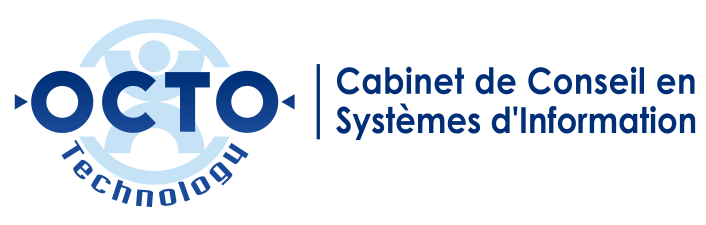 OCTO
Technology
Cabinet de Conseil en
Systèmes d'Information